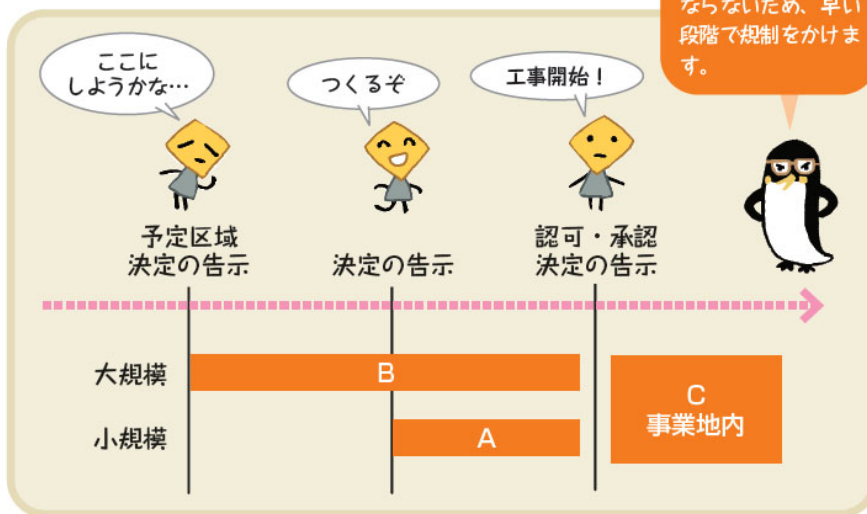 ならないため、早い
段階で規制をかけま
す。
ここに
しようかな…
つくるぞ
工事開始！
予定区域
決定の告示
決定の告示
認可・承認
決定の告示
大規模
B
小規模
A
C
事業地内